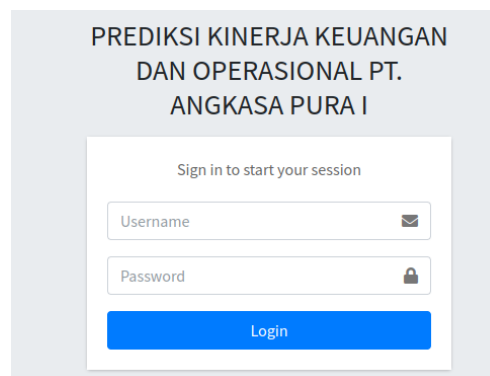 PREDIKSI KINERJA KEUANGAN
DAN OPERASIONAL PT.
ANGKASA PURA I
Sign in to start your session
Username
Password
Login